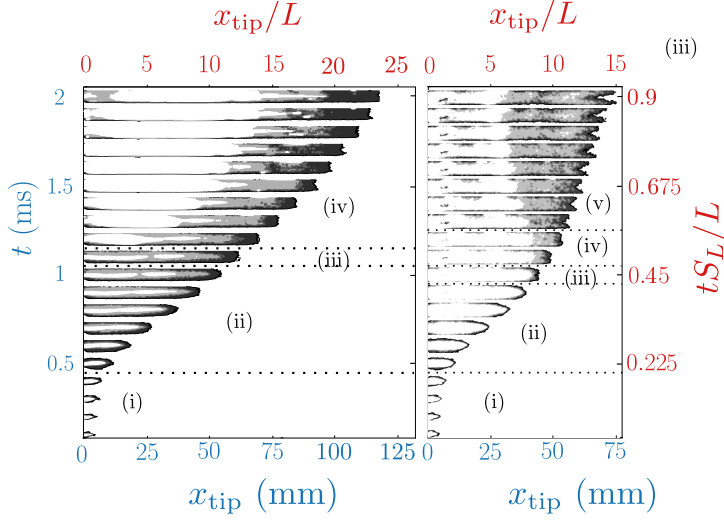 x_tip/L x_tip/L (iii)
0 5 10 15 20 25 0 5 10 15
2 0.9
1.5 0.675
(iv) (v)
t (ms) (iv) tS_L/L
1 (iii) (iii) 0.45
(ii) (ii)
0.5 0.225
(i) (i)
0 25 50 75 100 125 0 25 50 75
x_tip (mm) x_tip (mm)